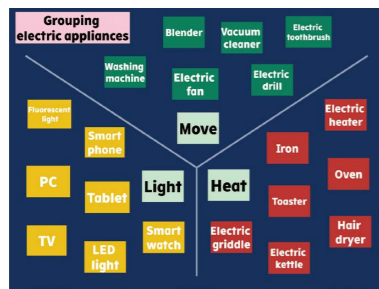 Grouping
electric appliances
Blender
Vacuum
cleaner
Electric
toothbrush
Washing
machine
Electric
fan
Electric
drill
Move
Fluorescent
light
Smart
phone
PC
Tablet
Light
TV
LED
light
Smart
watch
Heat
Electric
heater
Iron
Oven
Toaster
Electric
griddle
Hair
dryer
Electric
kettle